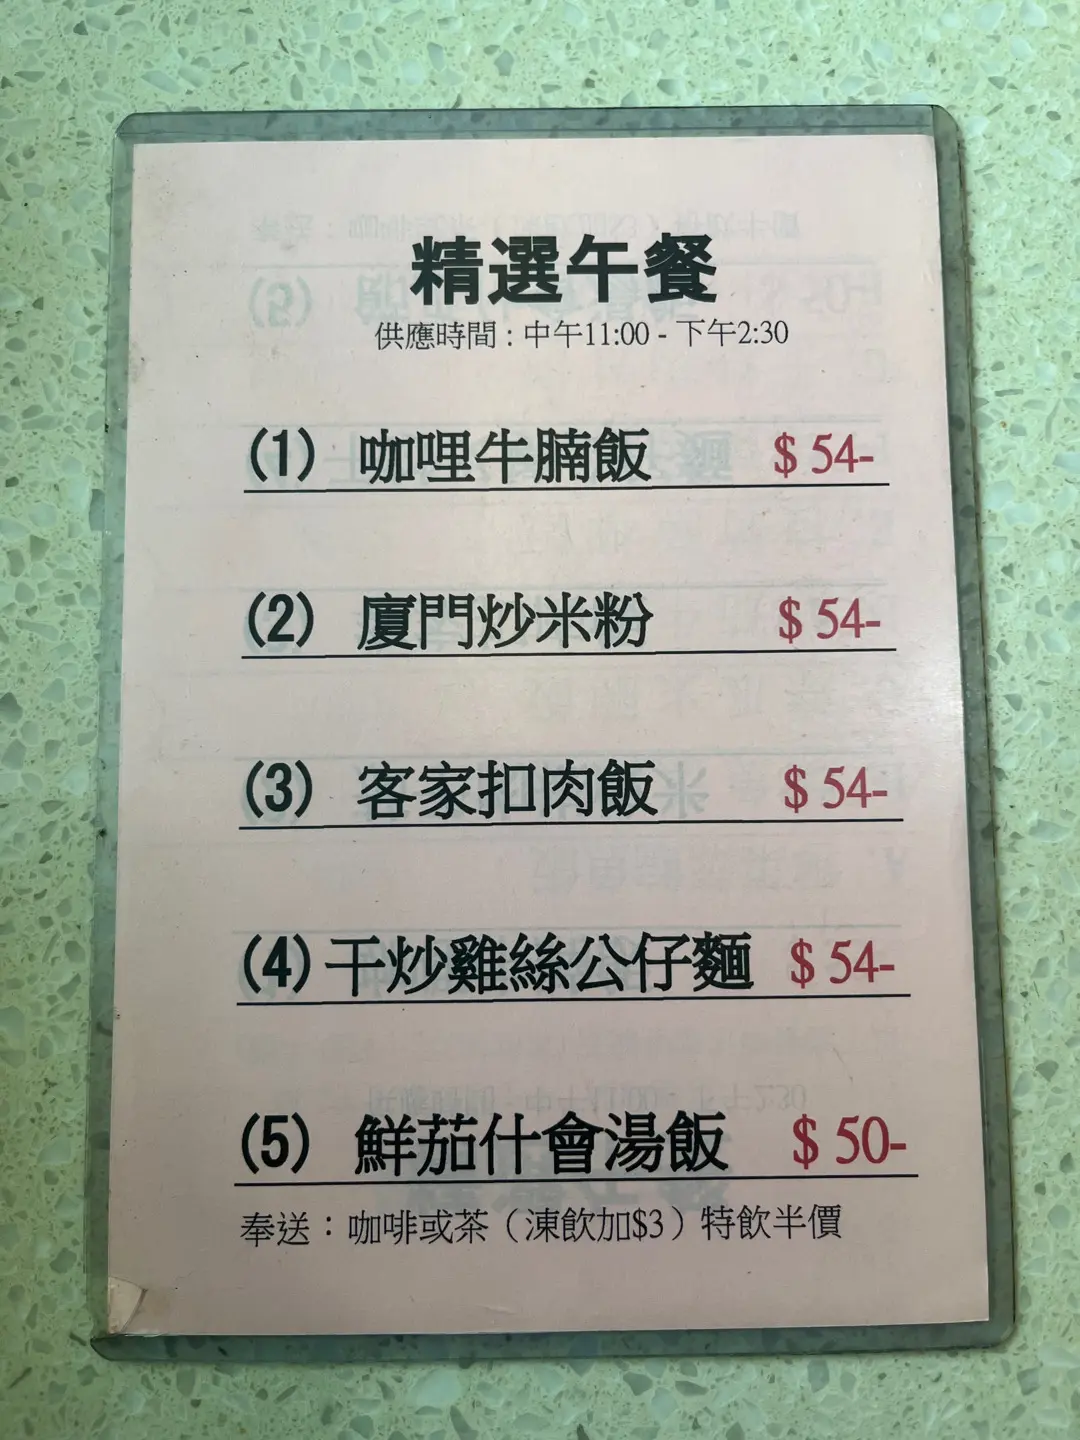 精選午餐
供應時間：中午11:00 - 下午2:30
(1) 咖哩牛腩飯 $ 54-
(2) 廈門炒米粉 $ 54-
(3) 客家扣肉飯 $ 54-
(4) 干炒雞絲公仔麵 $ 54-
(5) 鮮茄什會湯飯 $ 50-
奉送：咖啡或茶（涷飲加$3）特飲半價